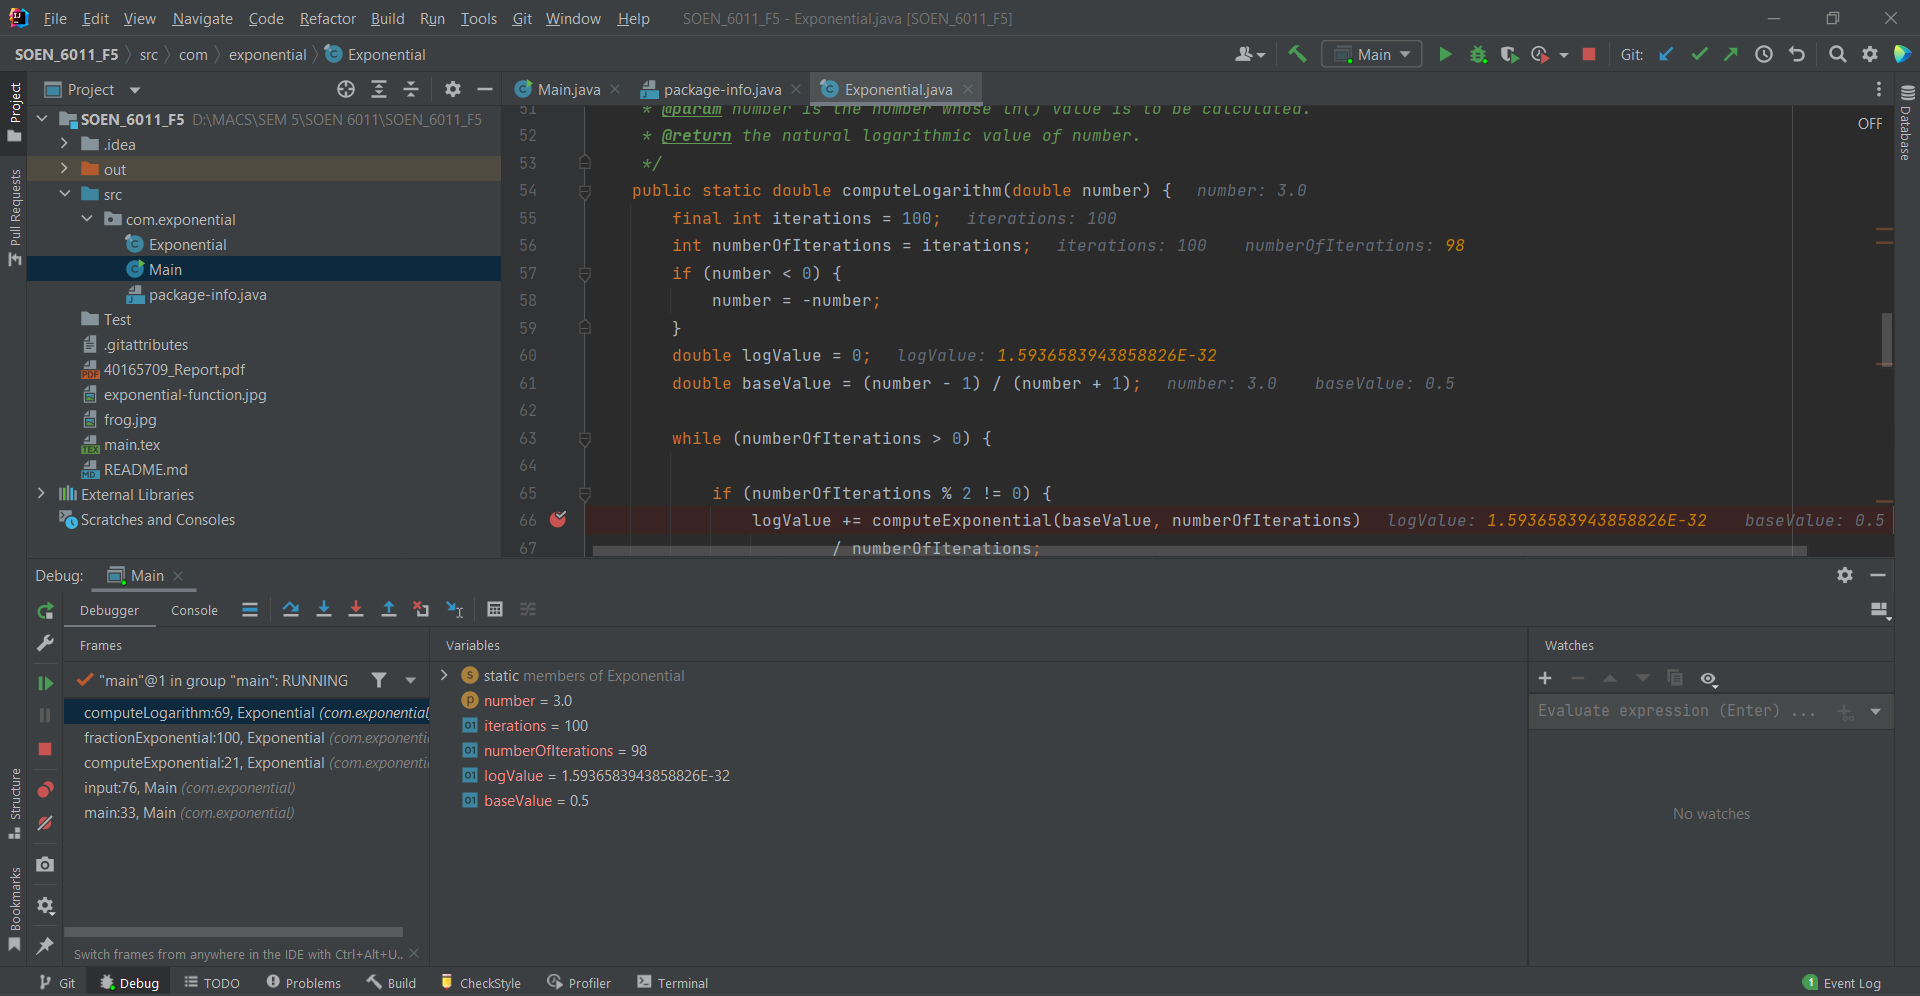 File Edit View Navigate Code Refactor Build Run Tools Git Window Help SOEN_6011_F5 - Exponential.java [SOEN_6011_F5]
SOEN_6011_F5 src com exponential Exponential Main Git:
Project
Main.java package-info.java Exponential.java
SOEN_6011_F5 D:\MACS\SEM 5\SOEN 6011\SOEN_6011_F5
.idea
out
src
com.exponential
Exponential
Main
package-info.java
Test
.gitattributes
40165709_Report.pdf
exponential-function.jpg
frog.jpg
main.tex
README.md
External Libraries
Scratches and Consoles
Project
Pull Requests
Structure
Bookmarks
Database
OFF
51 * @param number is the number whose ln() value is to be calculated.
52 * @return the natural logarithmic value of number.
53 */
54 public static double computeLogarithm(double number) { number: 3.0
55 final int iterations = 100; iterations: 100
56 int numberOfIterations = iterations; iterations: 100 numberOfIterations: 98
57 if (number < 0) {
58 number = -number;
59 }
60 double logValue = 0; logValue: 1.5936583943858826E-32
61 double baseValue = (number - 1) / (number + 1); number: 3.0 baseValue: 0.5
62
63 while (numberOfIterations > 0) {
64
65 if (numberOfIterations % 2 != 0) {
66 logValue += computeExponential(baseValue, numberOfIterations) logValue: 1.5936583943858826E-32 baseValue: 0.5
67 / numberOfIterations;
Debug: Main
Debugger Console
Frames
"main"@1 in group "main": RUNNING
computeLogarithm:69, Exponential (com.exponential
fractionExponential:100, Exponential (com.exponenti
computeExponential:21, Exponential (com.exponenti
input:76, Main (com.exponential)
main:33, Main (com.exponential)
Switch frames from anywhere in the IDE with Ctrl+Alt+U..
Variables
static members of Exponential
number = 3.0
iterations = 100
numberOfIterations = 98
logValue = 1.5936583943858826E-32
baseValue = 0.5
Watches
Evaluate expression (Enter) ...
No watches
Git Debug TODO Problems Build CheckStyle Profiler Terminal 1 Event Log